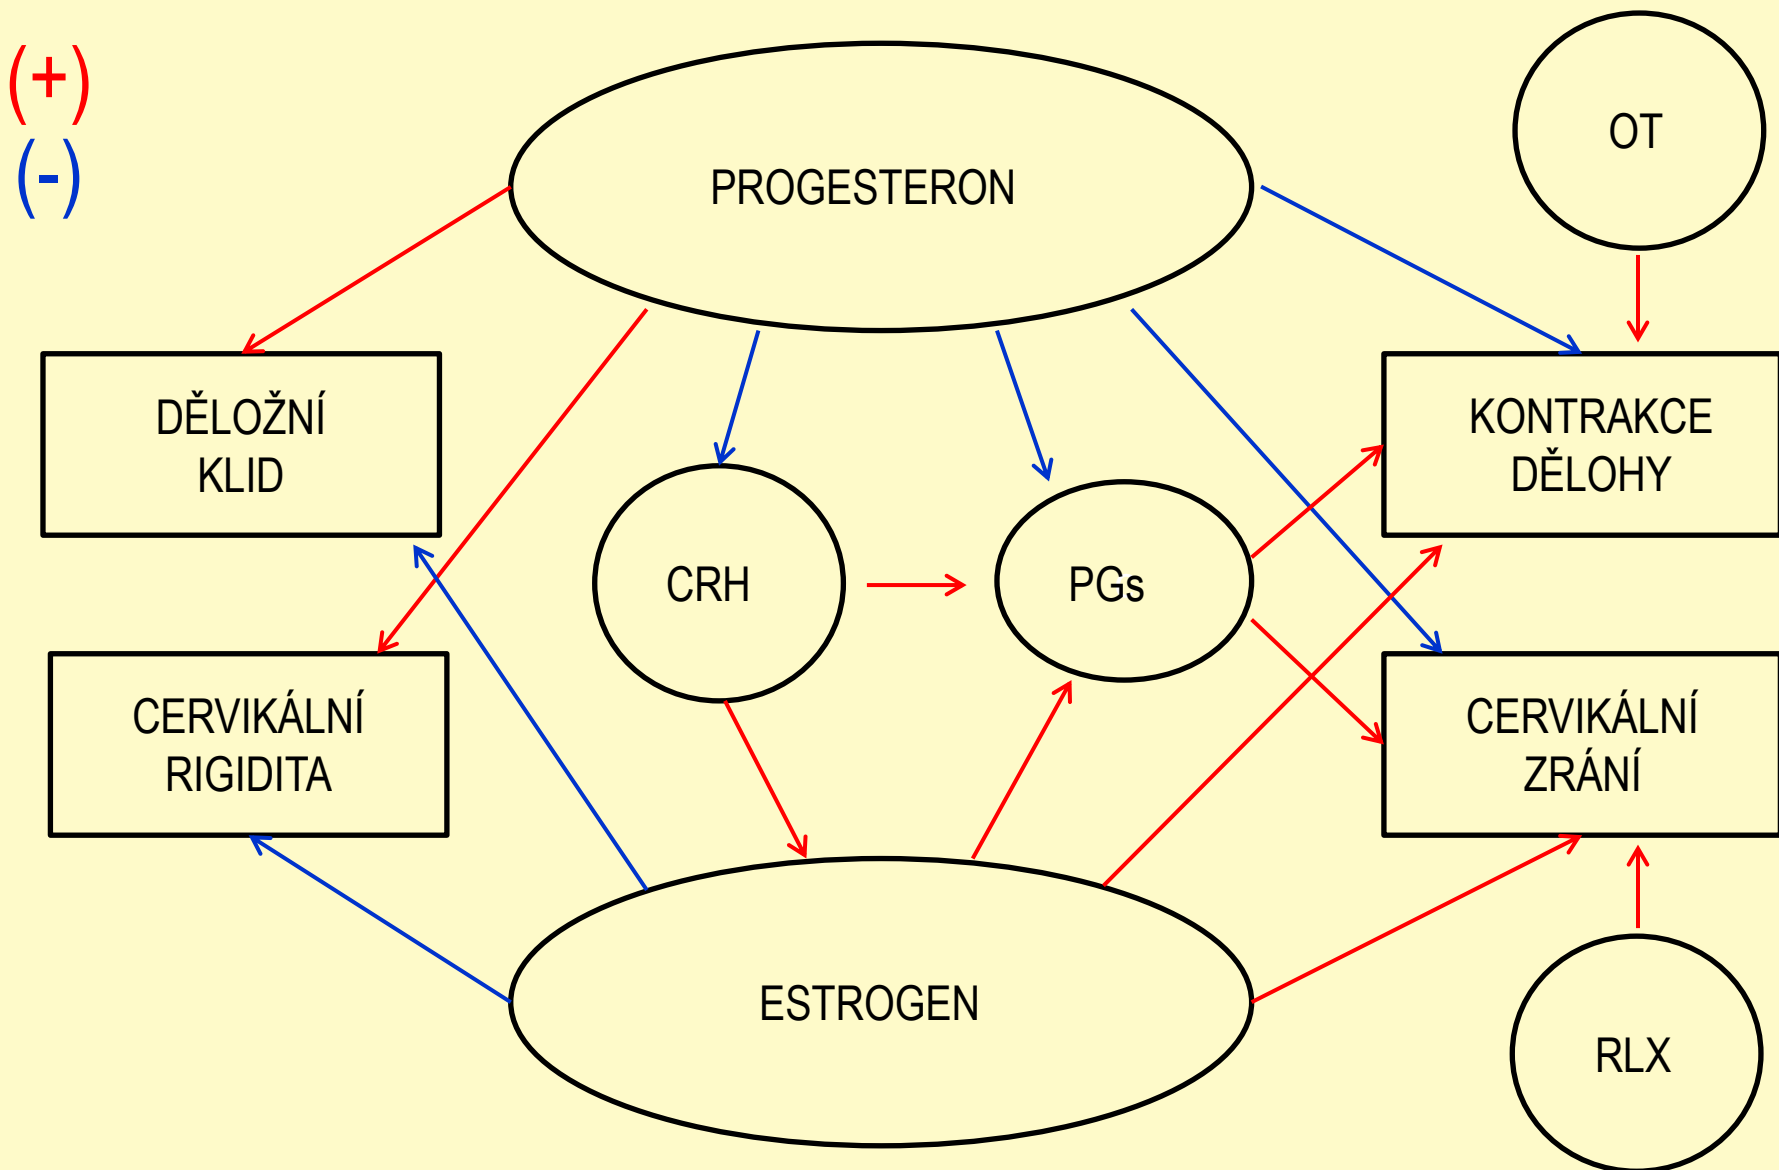 (+)
(-)
PROGESTERON
OT
DĚLOŽNÍ
KLID
KONTRAKCE
DĚLOHY
CRH
PGs
CERVIKÁLNÍ
RIGIDITA
CERVIKÁLNÍ
ZRÁNÍ
ESTROGEN
RLX